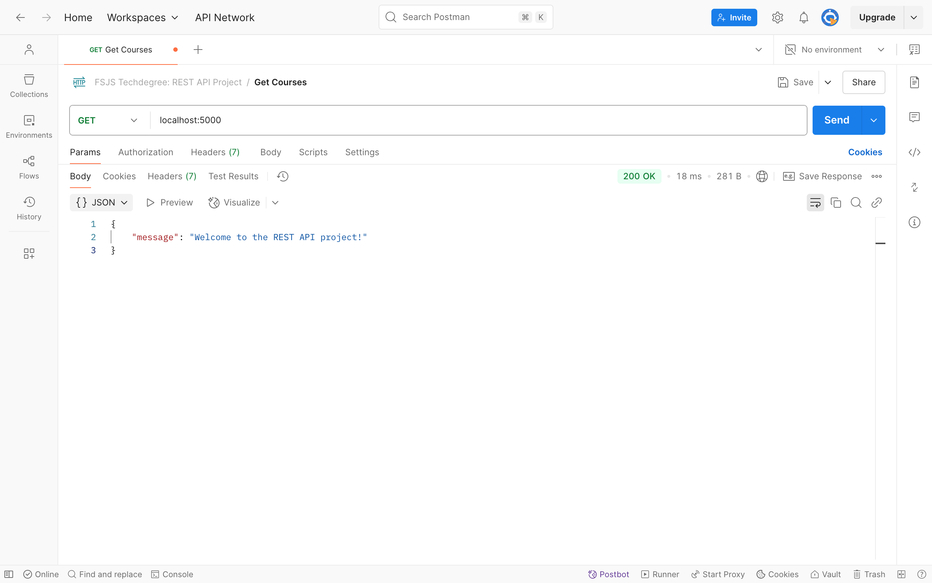 Home Workspaces API Network Search Postman ⌘ K Invite Upgrade
GET Get Courses No environment
HTTP FSJS Techdegree: REST API Project / Get Courses Save Share
Collections
GET localhost:5000 Send
Environments
Params Authorization Headers (7) Body Scripts Settings Cookies
Flows
Body Cookies Headers (7) Test Results 200 OK • 18 ms • 281 B • Save Response
{} JSON Preview Visualize
History
1 {
2 "message": "Welcome to the REST API project!"
3 }
Online Find and replace Console Postbot Runner Start Proxy Cookies Vault Trash